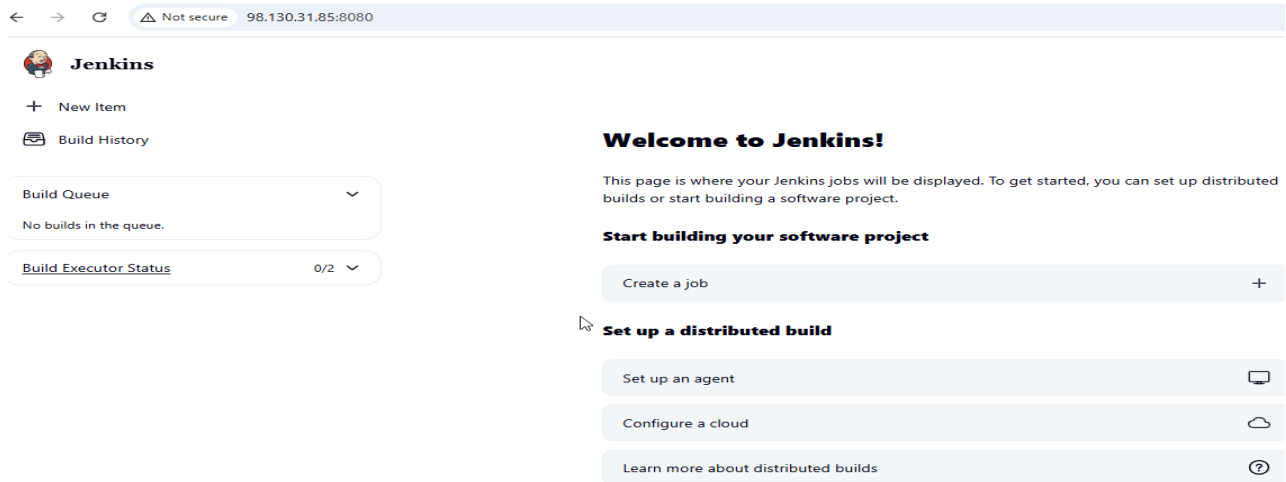 Not secure 98.130.31.85:8080
Jenkins
New Item
Build History
Build Queue
No builds in the queue.
Build Executor Status 0/2
Welcome to Jenkins!
This page is where your Jenkins jobs will be displayed. To get started, you can set up distributed
builds or start building a software project.
Start building your software project
Create a job
Set up a distributed build
Set up an agent
Configure a cloud
Learn more about distributed builds